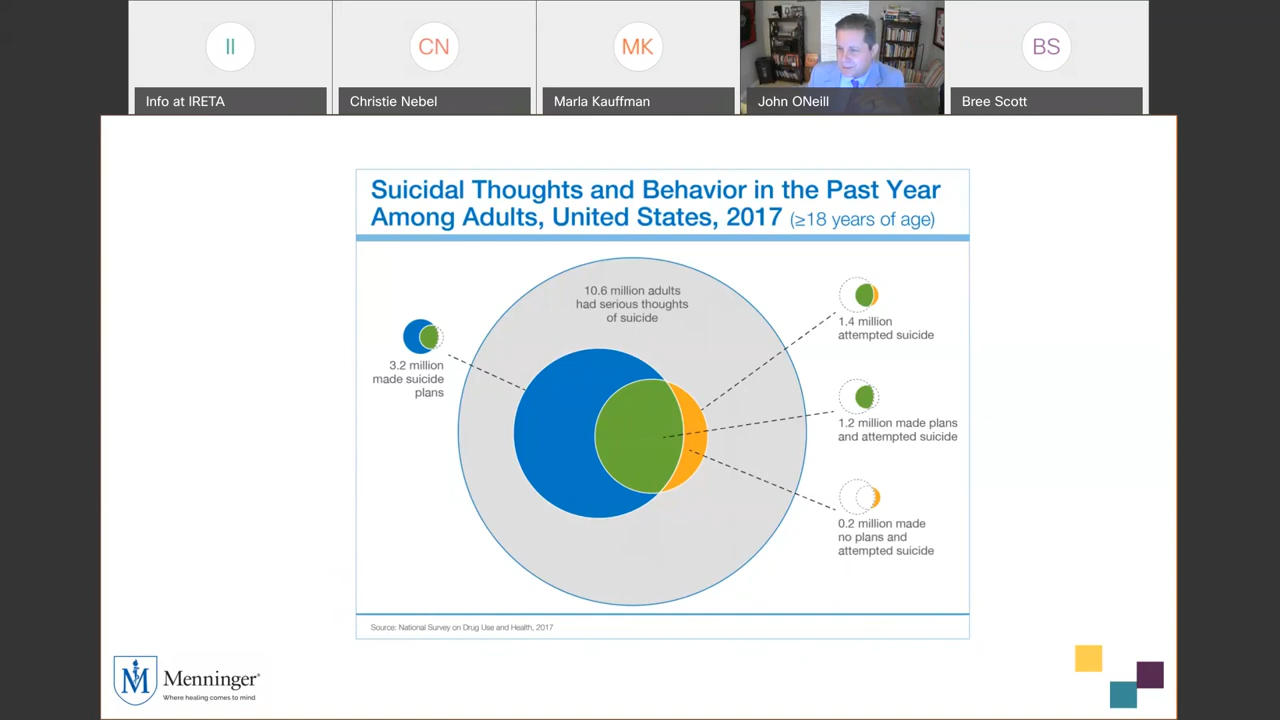 II
CN
MK
BS
Info at IRETA
Christie Nebel
Marla Kauffman
John ONeill
Bree Scott
Suicidal Thoughts and Behavior in the Past Year
Among Adults, United States, 2017 (≥18 years of age)
10.6 million adults
had serious thoughts
of suicide
3.2 million
made suicide
plans
1.4 million
attempted suicide
1.2 million made plans
and attempted suicide
0.2 million made
no plans and
attempted suicide
Source: National Survey on Drug Use and Health, 2017
M
Menninger®
Where healing comes to mind